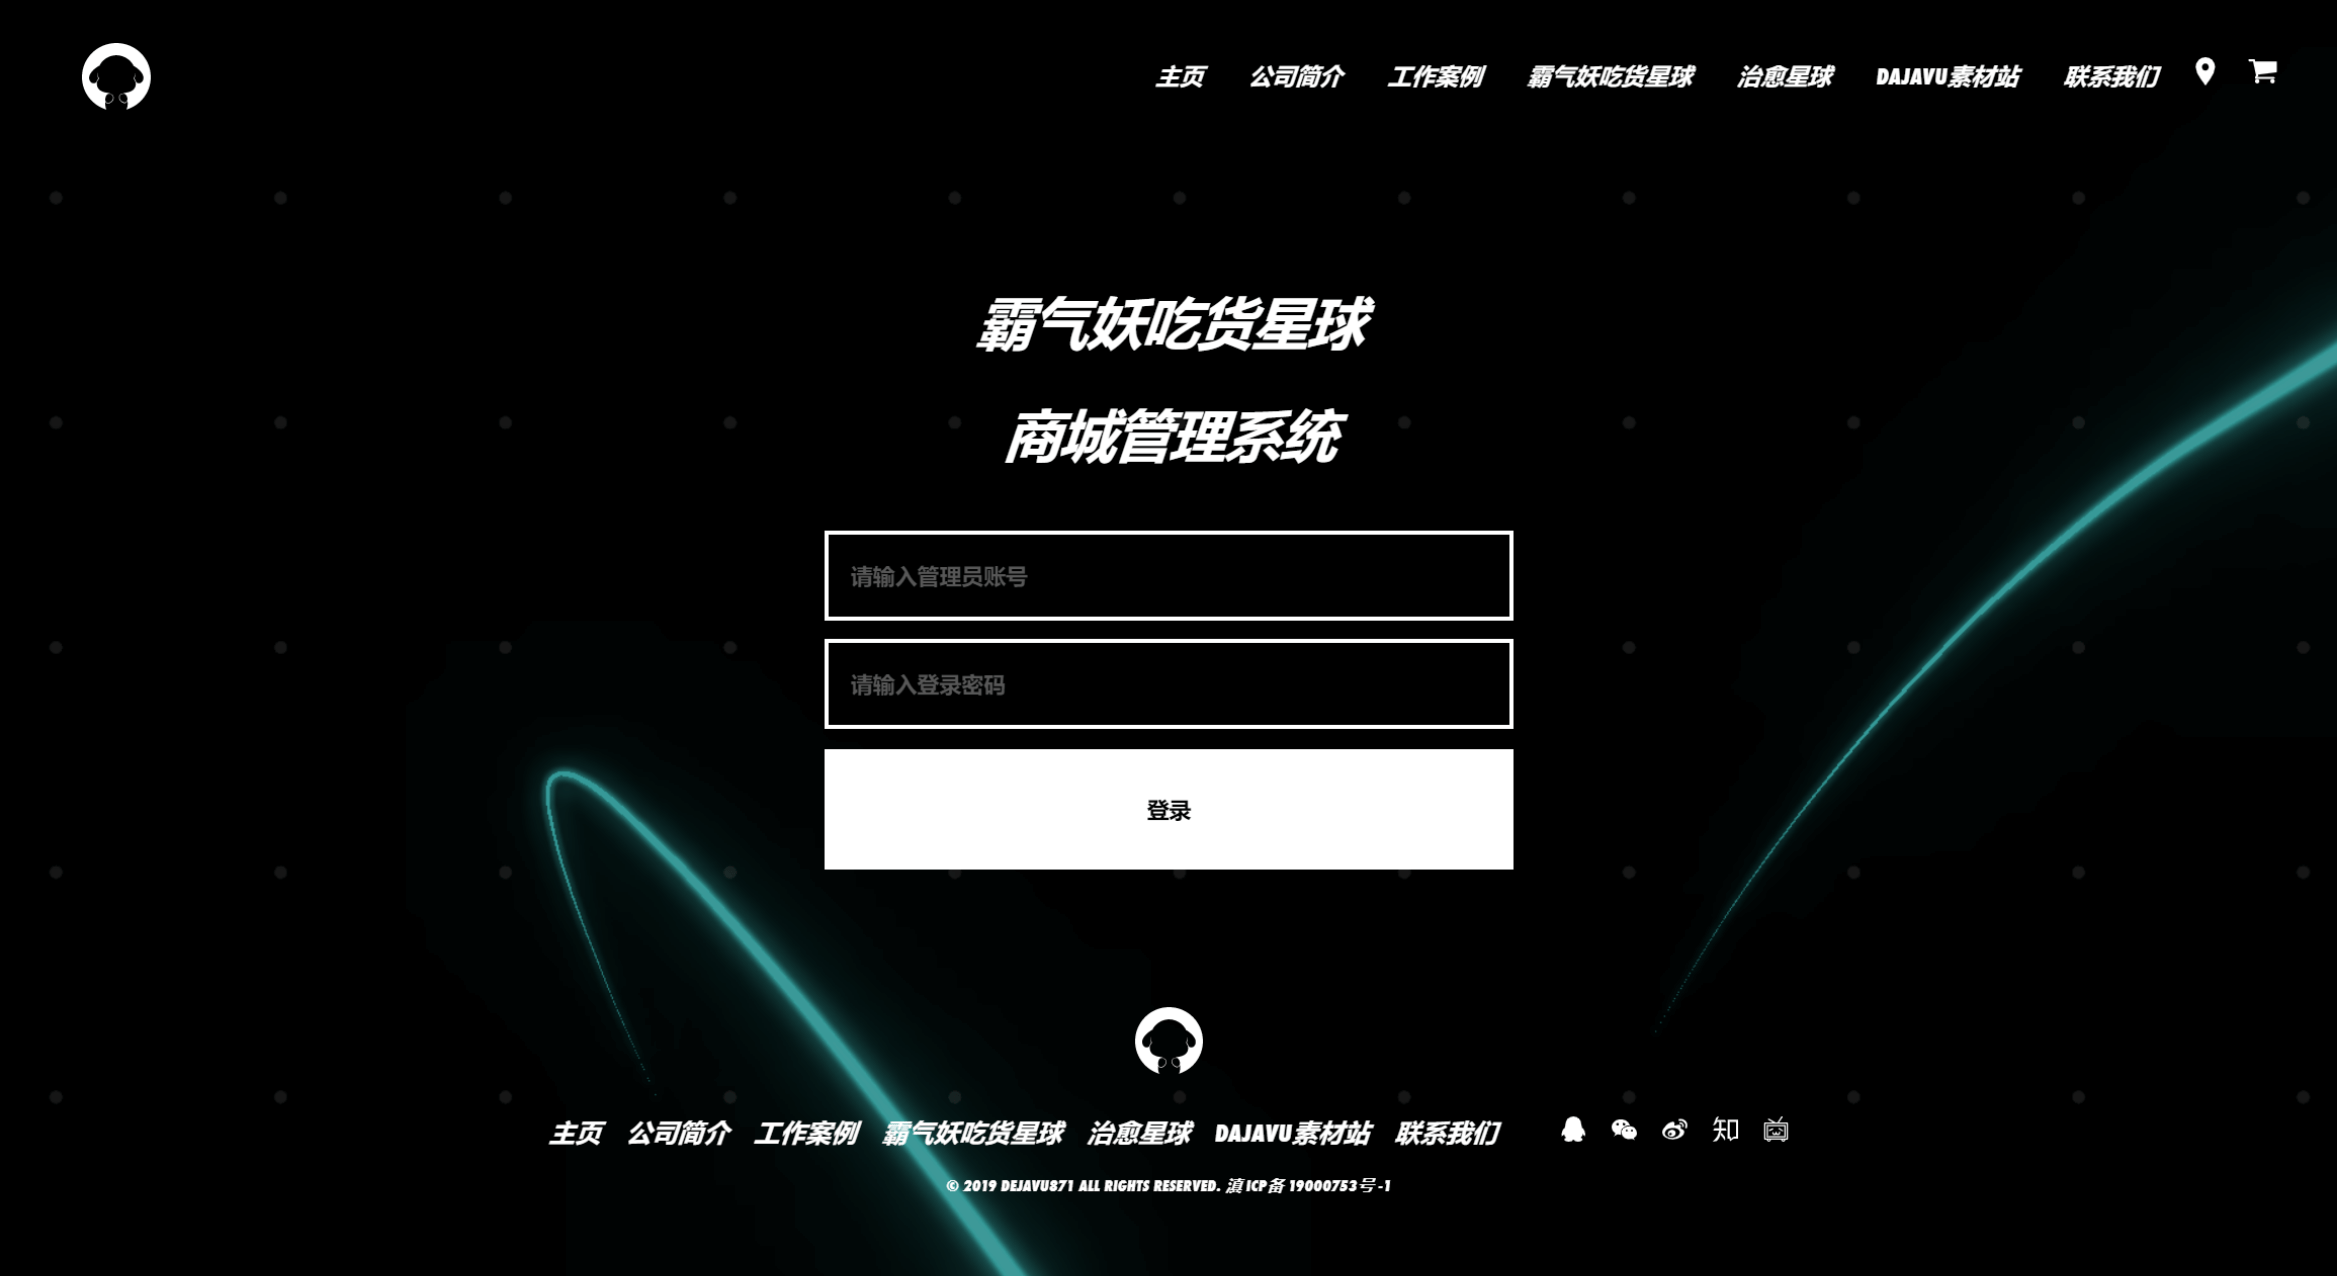 主页 公司简介 工作案例 霸气妖吃货星球 治愈星球 DAJAVU素材站 联系我们
霸气妖吃货星球
商城管理系统
请输入管理员账号
请输入登录密码
登录
主页 公司简介 工作案例 霸气妖吃货星球 治愈星球 DAJAVU素材站 联系我们 知
© 2019 DEJAVU871 ALL RIGHTS RESERVED. 滇ICP备19000753号-1